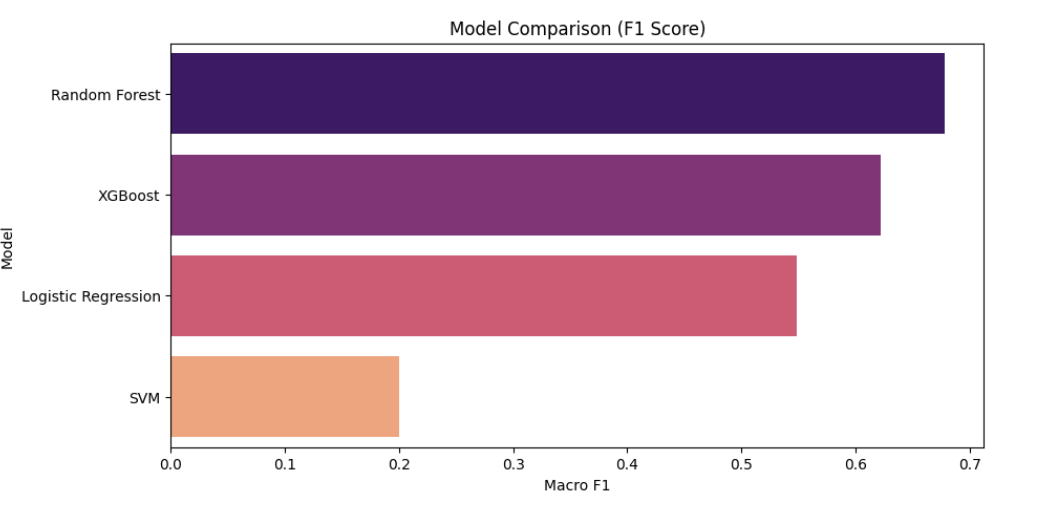 Model Comparison (F1 Score)
Model
Random Forest
XGBoost
Logistic Regression
SVM
0.0 0.1 0.2 0.3 0.4 0.5 0.6 0.7
Macro F1